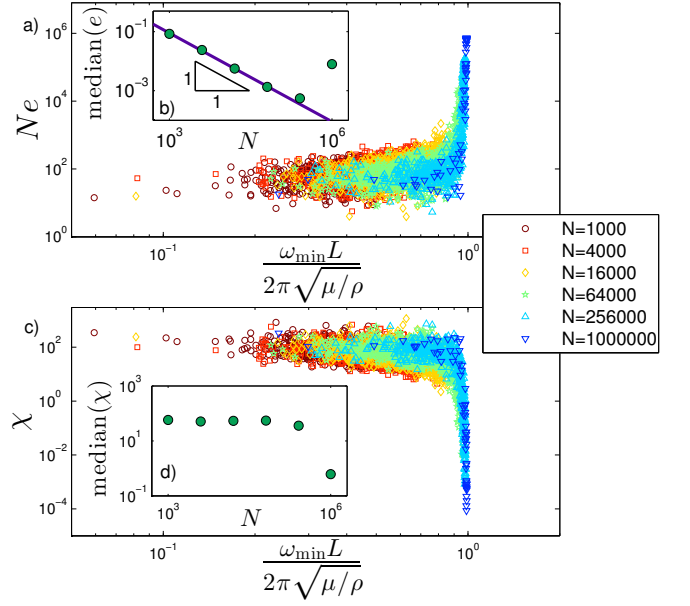 a)
Ne
10^6
10^4
10^2
10^0
median(e)
10^{-1}
10^{-3}
1
1
b)
10^3
N
10^6
10^{-1}
10^0
ω_min L
2π√(μ/ρ)
N=1000
N=4000
N=16000
N=64000
N=256000
N=1000000
c)
χ
10^2
10^0
10^{-2}
10^{-4}
median(χ)
10^3
10^1
10^{-1}
d)
10^3
N
10^6
10^{-1}
10^0
ω_min L
2π√(μ/ρ)